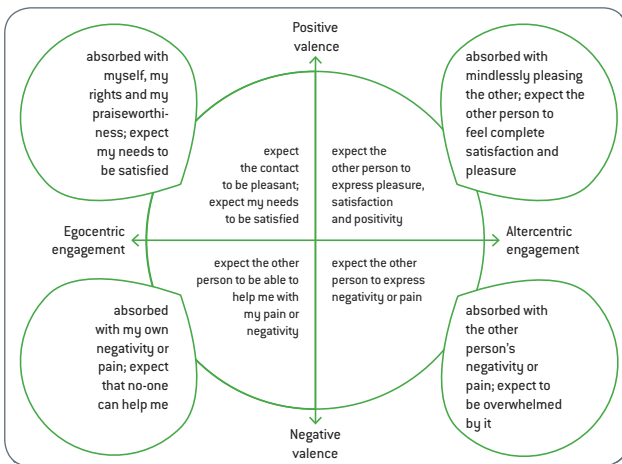 Positive
valence
absorbed with
myself, my
rights and my
praiseworthi-
ness; expect
my needs to
be satisfied
absorbed with
mindlessly pleasing
the other; expect the
other person to
feel complete
satisfaction and
pleasure
expect
the contact
to be pleasant;
expect my needs
to be satisfied
expect the
other person to
express pleasure,
satisfaction
and positivity
Egocentric
engagement
Altercentric
engagement
expect the other
person to be able to
help me with
my pain or
negativity
expect the other
person to express
negativity or pain
absorbed
with my own
negativity or
pain; expect
that no-one
can help me
absorbed with
the other
person's
negativity or
pain; expect to
be overwhelmed
by it
Negative
valence